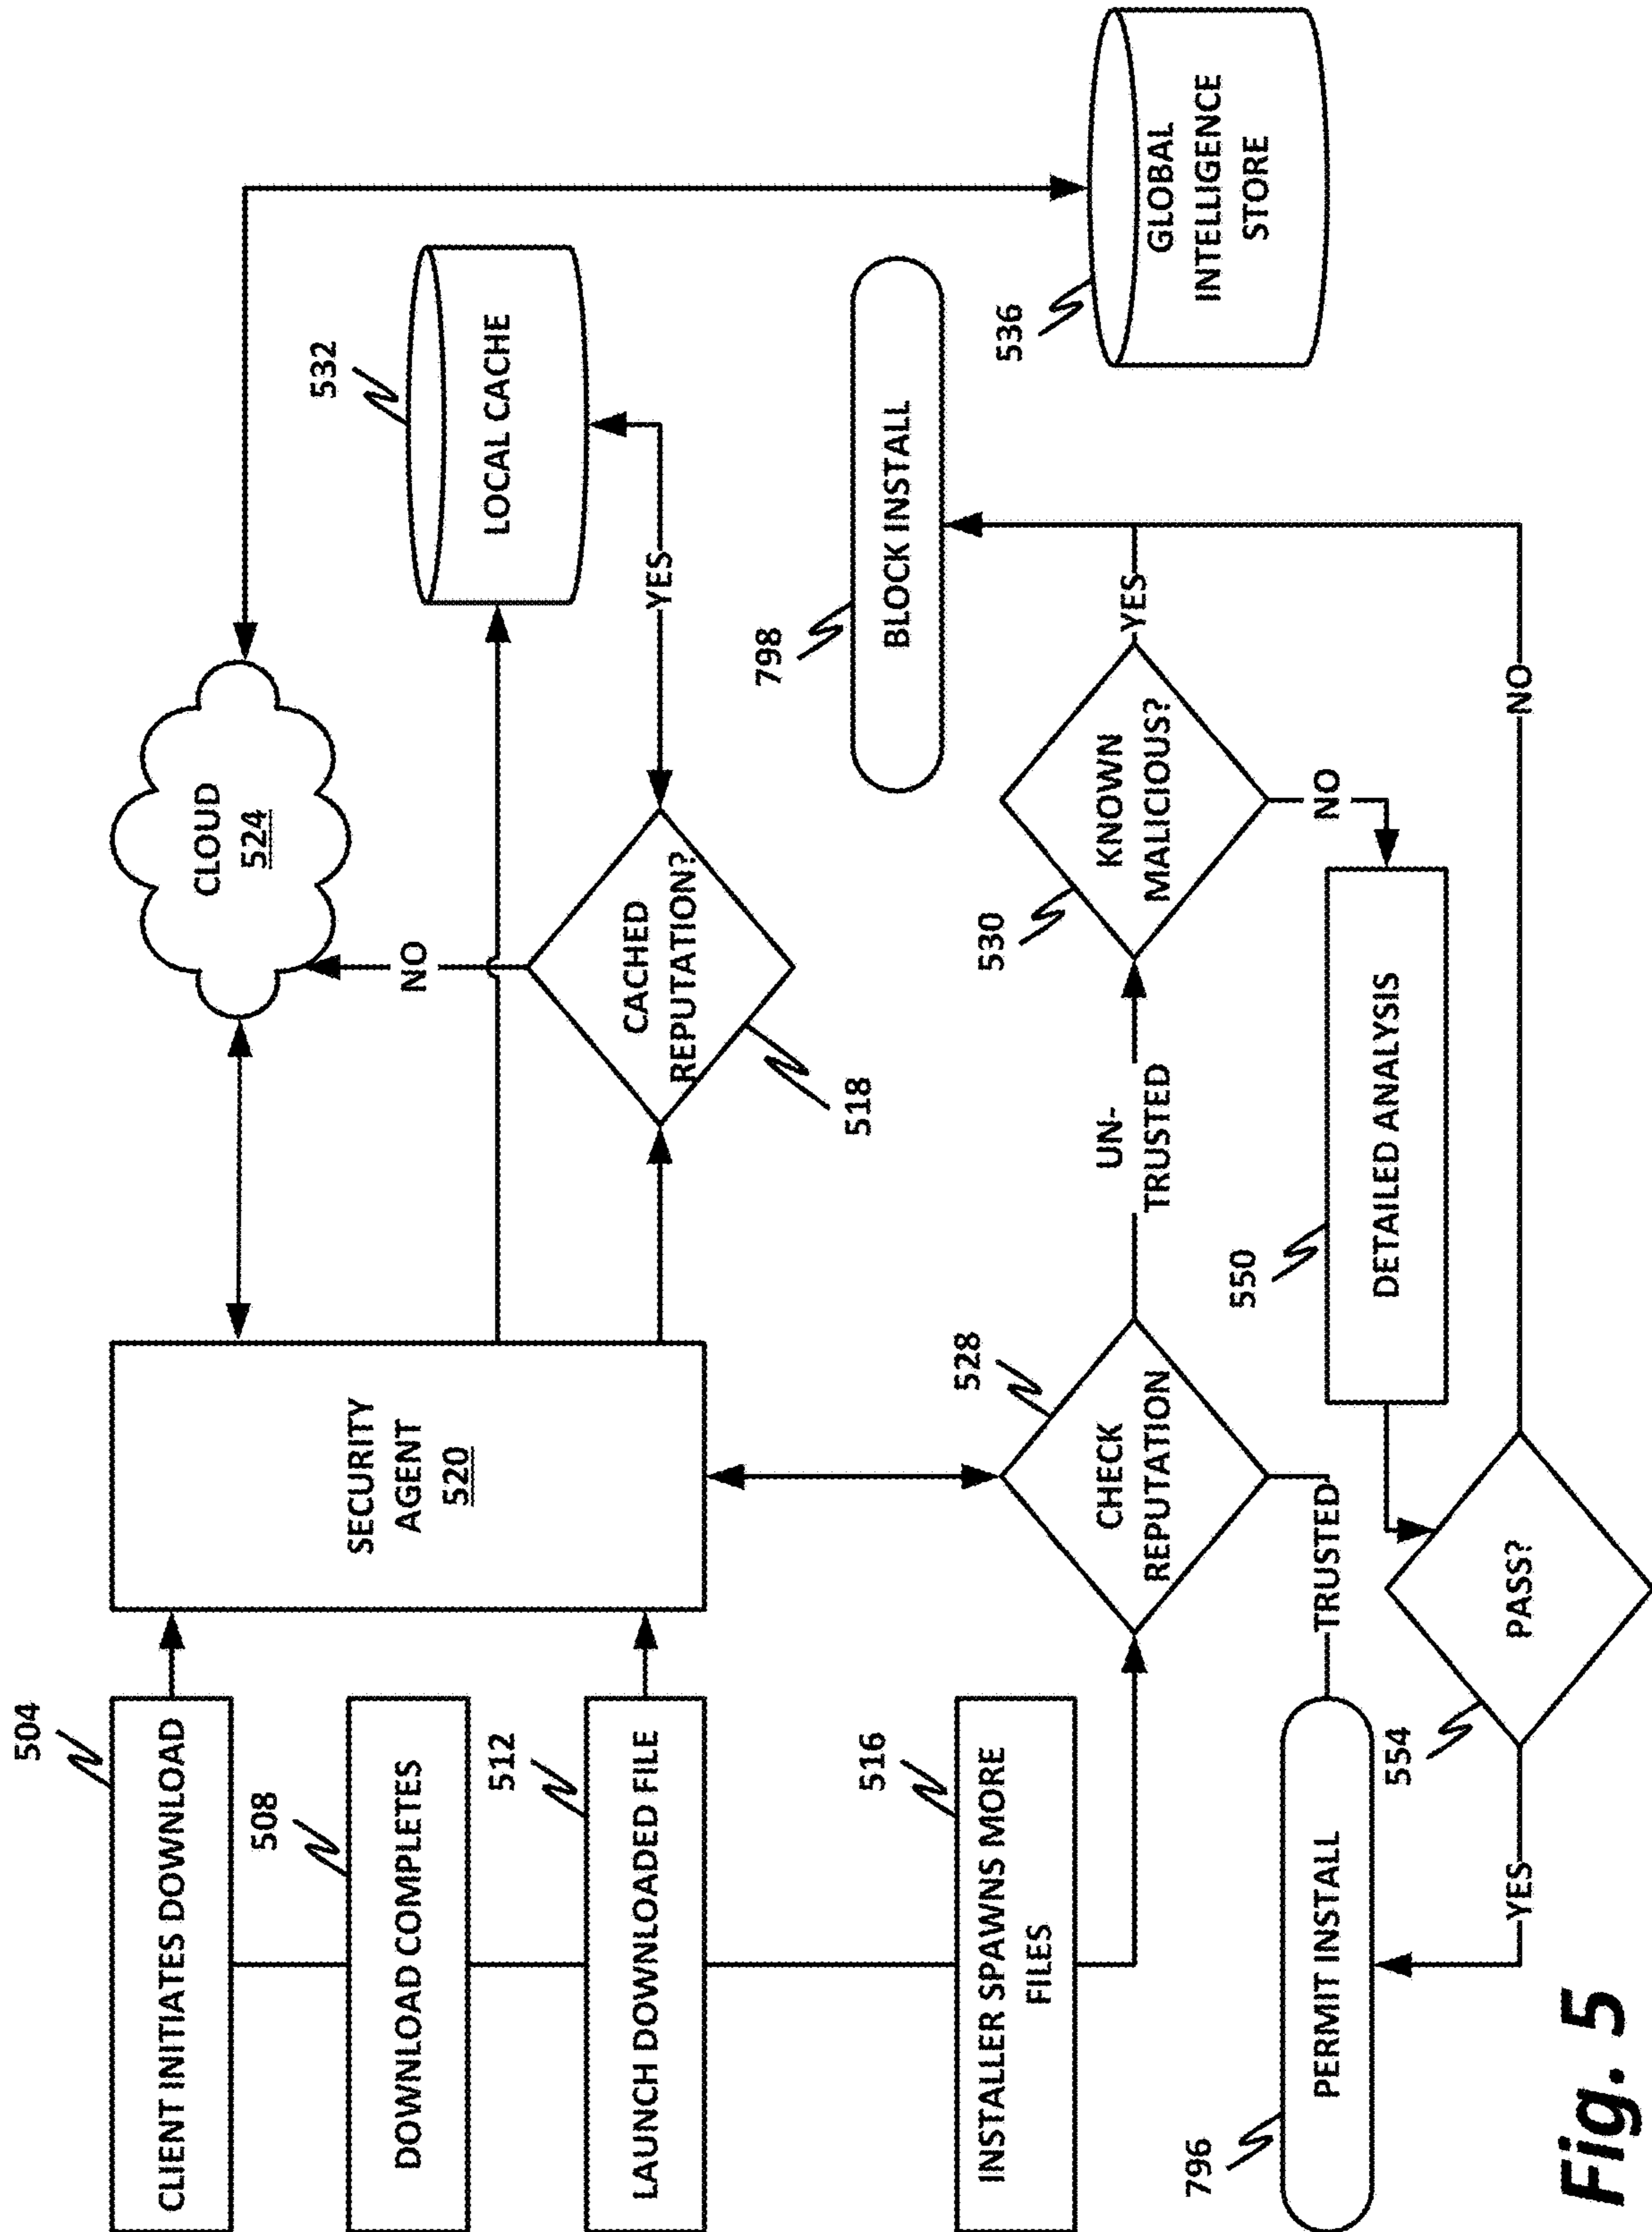 504
CLIENT INITIATES DOWNLOAD
508
DOWNLOAD COMPLETES
512
LAUNCH DOWNLOADED FILE
516
INSTALLER SPAWNS MORE
FILES
796
PERMIT INSTALL
SECURITY
AGENT
520
CLOUD
524
NO
CACHED
REPUTATION?
518
YES
532
LOCAL CACHE
528
CHECK
REPUTATION
TRUSTED
UN-
TRUSTED
530
KNOWN
MALICIOUS?
YES
NO
798
BLOCK INSTALL
536
GLOBAL
INTELLIGENCE
STORE
550
DETAILED ANALYSIS
554
PASS?
YES
NO
Fig. 5